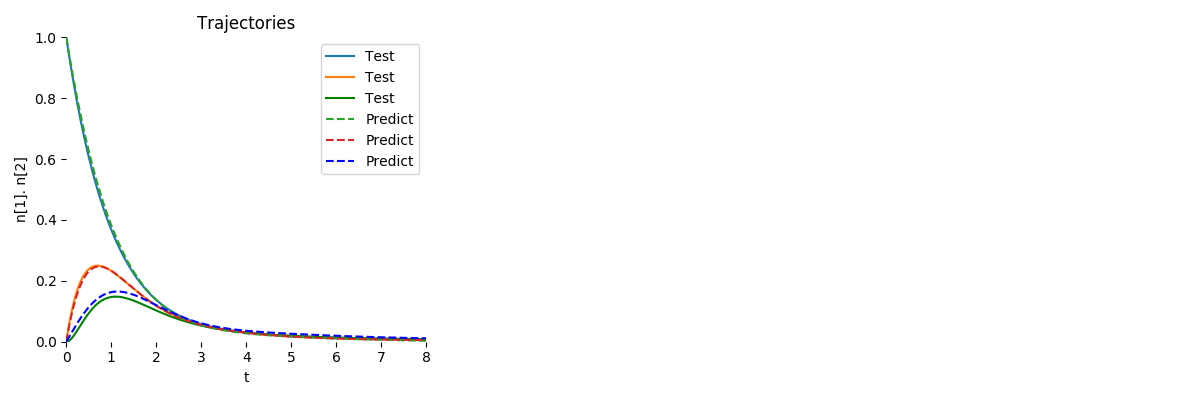 Trajectories
1.0
0.8
0.6
0.4
0.2
0.0
n[1]. n[2]
Test
Test
Test
Predict
Predict
Predict
0 1 2 3 4 5 6 7 8
t